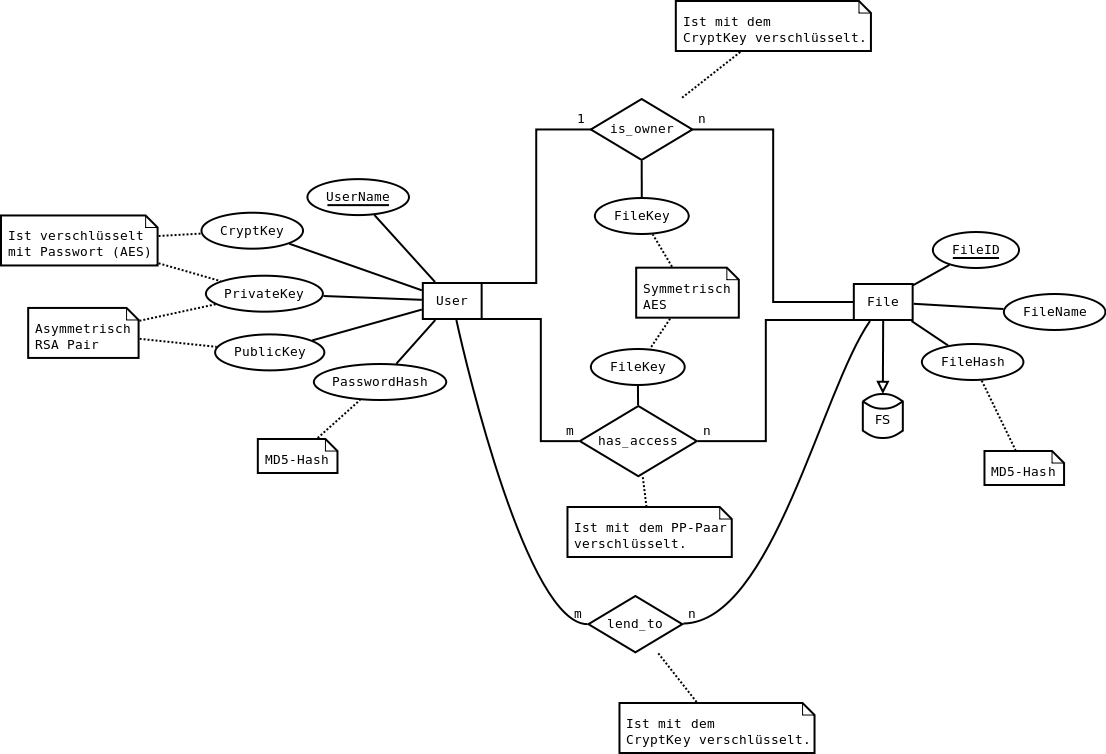 Ist mit dem
CryptKey verschlüsselt.
1
n
is_owner
UserName
CryptKey
FileKey
Ist verschlüsselt
mit Passwort (AES)
FileID
PrivateKey
Symmetrisch
AES
User
File
FileName
Asymmetrisch
RSA Pair
PublicKey
FileHash
FileKey
PasswordHash
FS
m
n
has_access
MD5-Hash
MD5-Hash
Ist mit dem PP-Paar
verschlüsselt.
m
n
lend_to
Ist mit dem
CryptKey verschlüsselt.